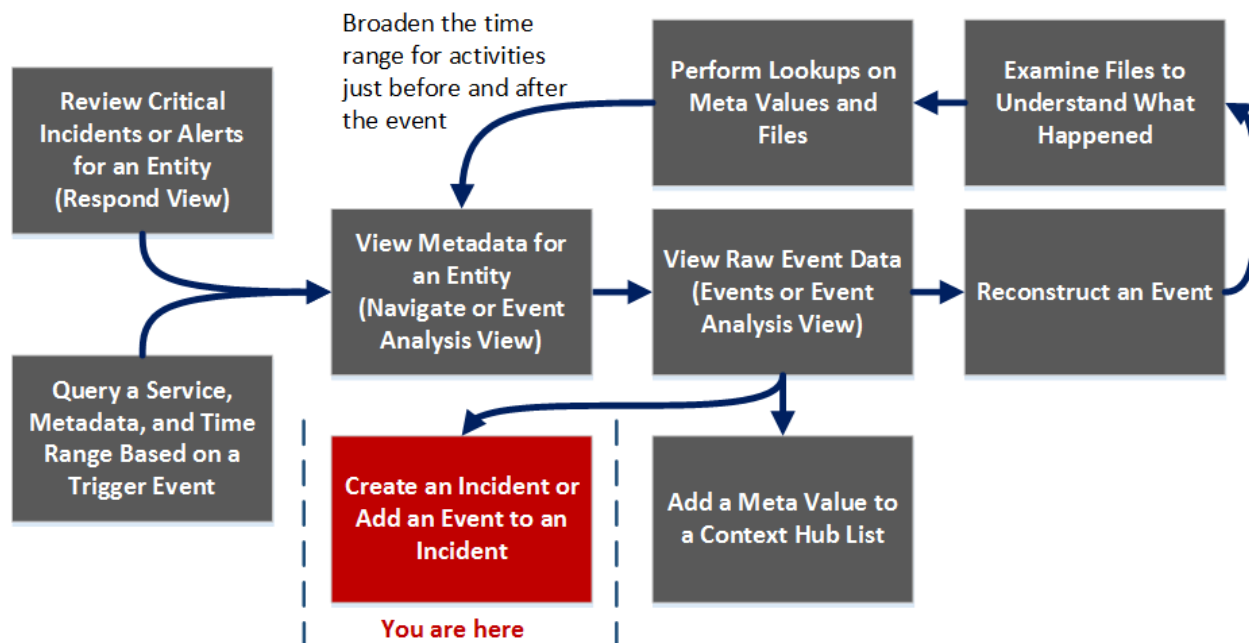 Broaden the time
range for activities
just before and after
the event
Review Critical
Incidents or Alerts
for an Entity
(Respond View)
Perform Lookups on
Meta Values and
Files
Examine Files to
Understand What
Happened
View Metadata for
an Entity
(Navigate or Event
Analysis View)
View Raw Event Data
(Events or Event
Analysis View)
Reconstruct an Event
Query a Service,
Metadata, and Time
Range Based on a
Trigger Event
Create an Incident or
Add an Event to an
Incident
Add a Meta Value to
a Context Hub List
You are here